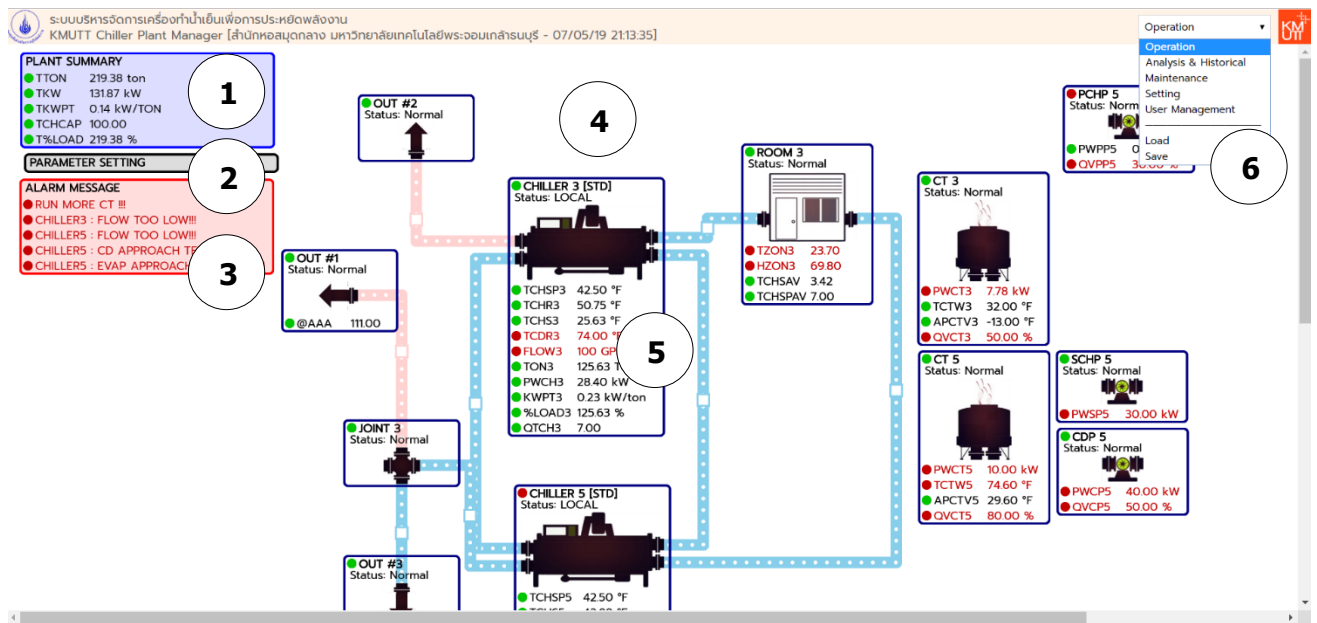 ระบบบริหารจัดการเครื่องทำน้ำเย็นเพื่อการประหยัดพลังงาน
KMUTT Chiller Plant Manager [สำนักหอสมุดกลาง มหาวิทยาลัยเทคโนโลยีพระจอมเกล้าธนบุรี - 07/05/19 21:13:35]
Operation
KM
UTT
Operation
Analysis & Historical
Maintenance
Setting
User Management
Load
Save
6
PLANT SUMMARY
TTON 219.38 ton
TKW 131.87 kW
TKWPT 0.14 kW/TON
TCHCAP 100.00
T%LOAD 219.38 %
1
PARAMETER SETTING
2
ALARM MESSAGE
RUN MORE CT !!!
CHILLER3 : FLOW TOO LOW!!!
CHILLER5 : FLOW TOO LOW!!!
CHILLER5 : CD APPROACH
CHILLER5 : EVAP APPROACH
3
OUT #2
Status: Normal
4
OUT #1
Status: Normal
@AAA 111.00
CHILLER 3 [STD]
Status: LOCAL
TCHSP3 42.50 °F
TCHR3 50.75 °F
TCHS3 25.63 °F
TCDR3 74.00
FLOW3 100
TON3 125.63
PWCH3 28.40 kW
KWPT3 0.23 kW/ton
%LOAD3 125.63 %
QTCH3 7.00
5
ROOM 3
Status: Normal
TZON3 23.70
HZON3 69.80
TCHSAV 3.42
TCHSPAV 7.00
CT 3
Status: Normal
PWCT3 7.78 kW
TCTW3 32.00 °F
APCTV3 -13.00 °F
QVCT3 50.00 %
PCHP 5
Status:
PWPP5
QVPP5
CT 5
Status: Normal
PWCT5 10.00 kW
TCTW5 74.60 °F
APCTV5 29.60 °F
QVCT5 80.00 %
SCHP 5
Status: Normal
PWSP5 30.00 kW
CDP 5
Status: Normal
PWCP5 40.00 kW
QVCP5 50.00 %
JOINT 3
Status: Normal
CHILLER 5 [STD]
Status: LOCAL
TCHSP5 42.50 °F
OUT #3
Status: Normal